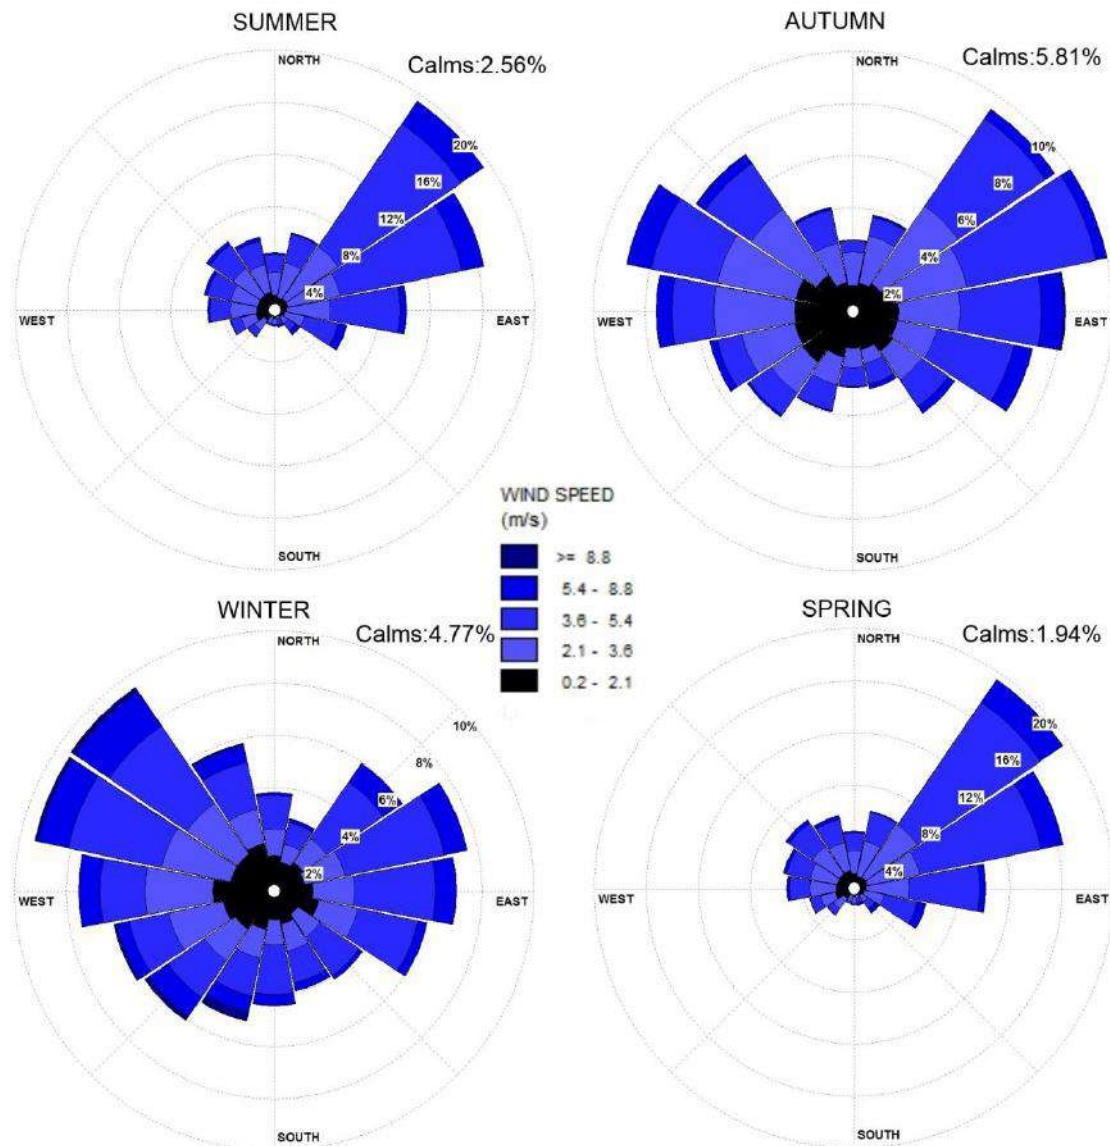 SUMMER
NORTH
Calms:2.56%
20%
16%
12%
8%
4%
WEST
EAST
SOUTH
AUTUMN
NORTH
Calms:5.81%
10%
8%
6%
4%
2%
WEST
EAST
SOUTH
WIND SPEED
(m/s)
>= 8.8
5.4 - 8.8
3.6 - 5.4
2.1 - 3.6
0.2 - 2.1
WINTER
NORTH
Calms:4.77%
10%
8%
6%
4%
2%
WEST
EAST
SOUTH
SPRING
NORTH
Calms:1.94%
20%
16%
12%
8%
4%
WEST
EAST
SOUTH